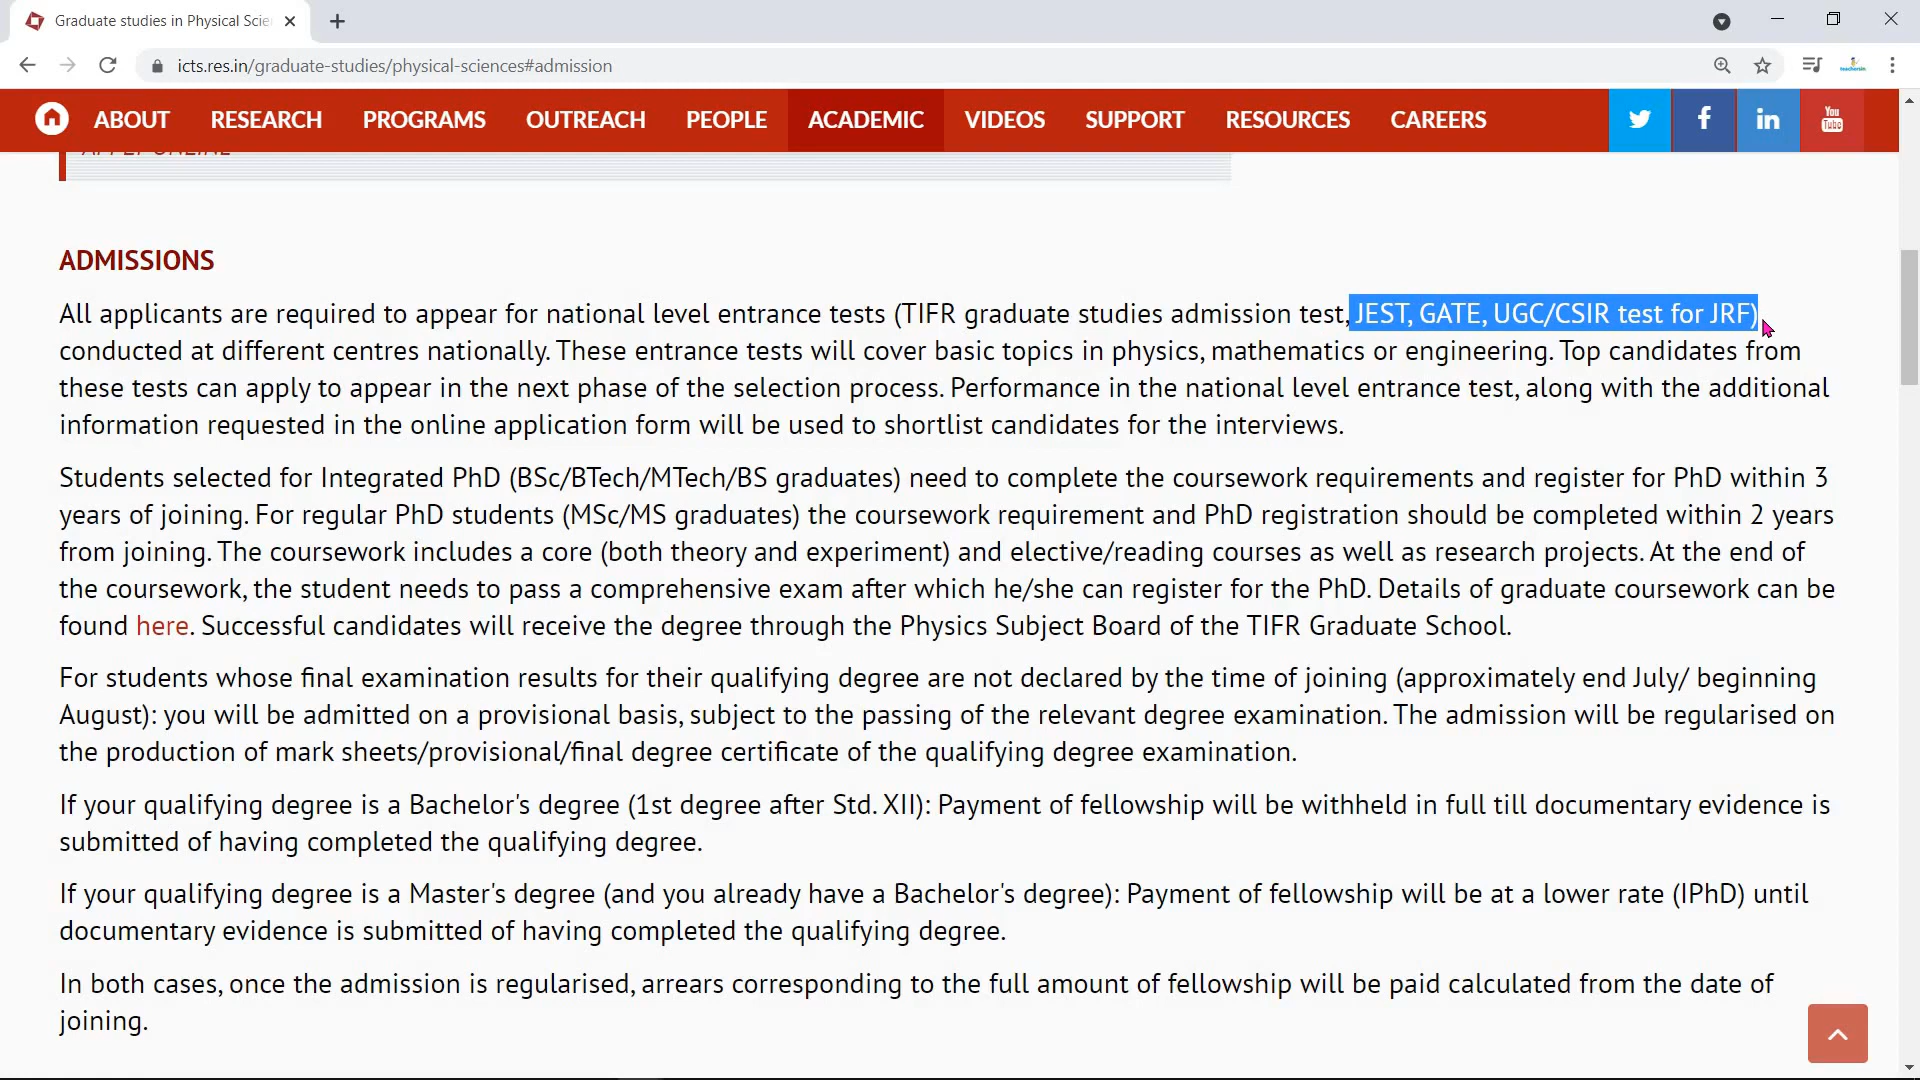 Graduate studies in Physical Scie
icts.res.in/graduate-studies/physical-sciences#admission
ABOUT RESEARCH PROGRAMS OUTREACH PEOPLE ACADEMIC VIDEOS SUPPORT RESOURCES CAREERS
You Tube
ADMISSIONS
All applicants are required to appear for national level entrance tests (TIFR graduate studies admission test, JEST, GATE, UGC/CSIR test for JRF)
conducted at different centres nationally. These entrance tests will cover basic topics in physics, mathematics or engineering. Top candidates from
these tests can apply to appear in the next phase of the selection process. Performance in the national level entrance test, along with the additional
information requested in the online application form will be used to shortlist candidates for the interviews.
Students selected for Integrated PhD (BSc/BTech/MTech/BS graduates) need to complete the coursework requirements and register for PhD within 3
years of joining. For regular PhD students (MSc/MS graduates) the coursework requirement and PhD registration should be completed within 2 years
from joining. The coursework includes a core (both theory and experiment) and elective/reading courses as well as research projects. At the end of
the coursework, the student needs to pass a comprehensive exam after which he/she can register for the PhD. Details of graduate coursework can be
found here. Successful candidates will receive the degree through the Physics Subject Board of the TIFR Graduate School.
For students whose final examination results for their qualifying degree are not declared by the time of joining (approximately end July/ beginning
August): you will be admitted on a provisional basis, subject to the passing of the relevant degree examination. The admission will be regularised on
the production of mark sheets/provisional/final degree certificate of the qualifying degree examination.
If your qualifying degree is a Bachelor's degree (1st degree after Std. XII): Payment of fellowship will be withheld in full till documentary evidence is
submitted of having completed the qualifying degree.
If your qualifying degree is a Master's degree (and you already have a Bachelor's degree): Payment of fellowship will be at a lower rate (IPhD) until
documentary evidence is submitted of having completed the qualifying degree.
In both cases, once the admission is regularised, arrears corresponding to the full amount of fellowship will be paid calculated from the date of
joining.